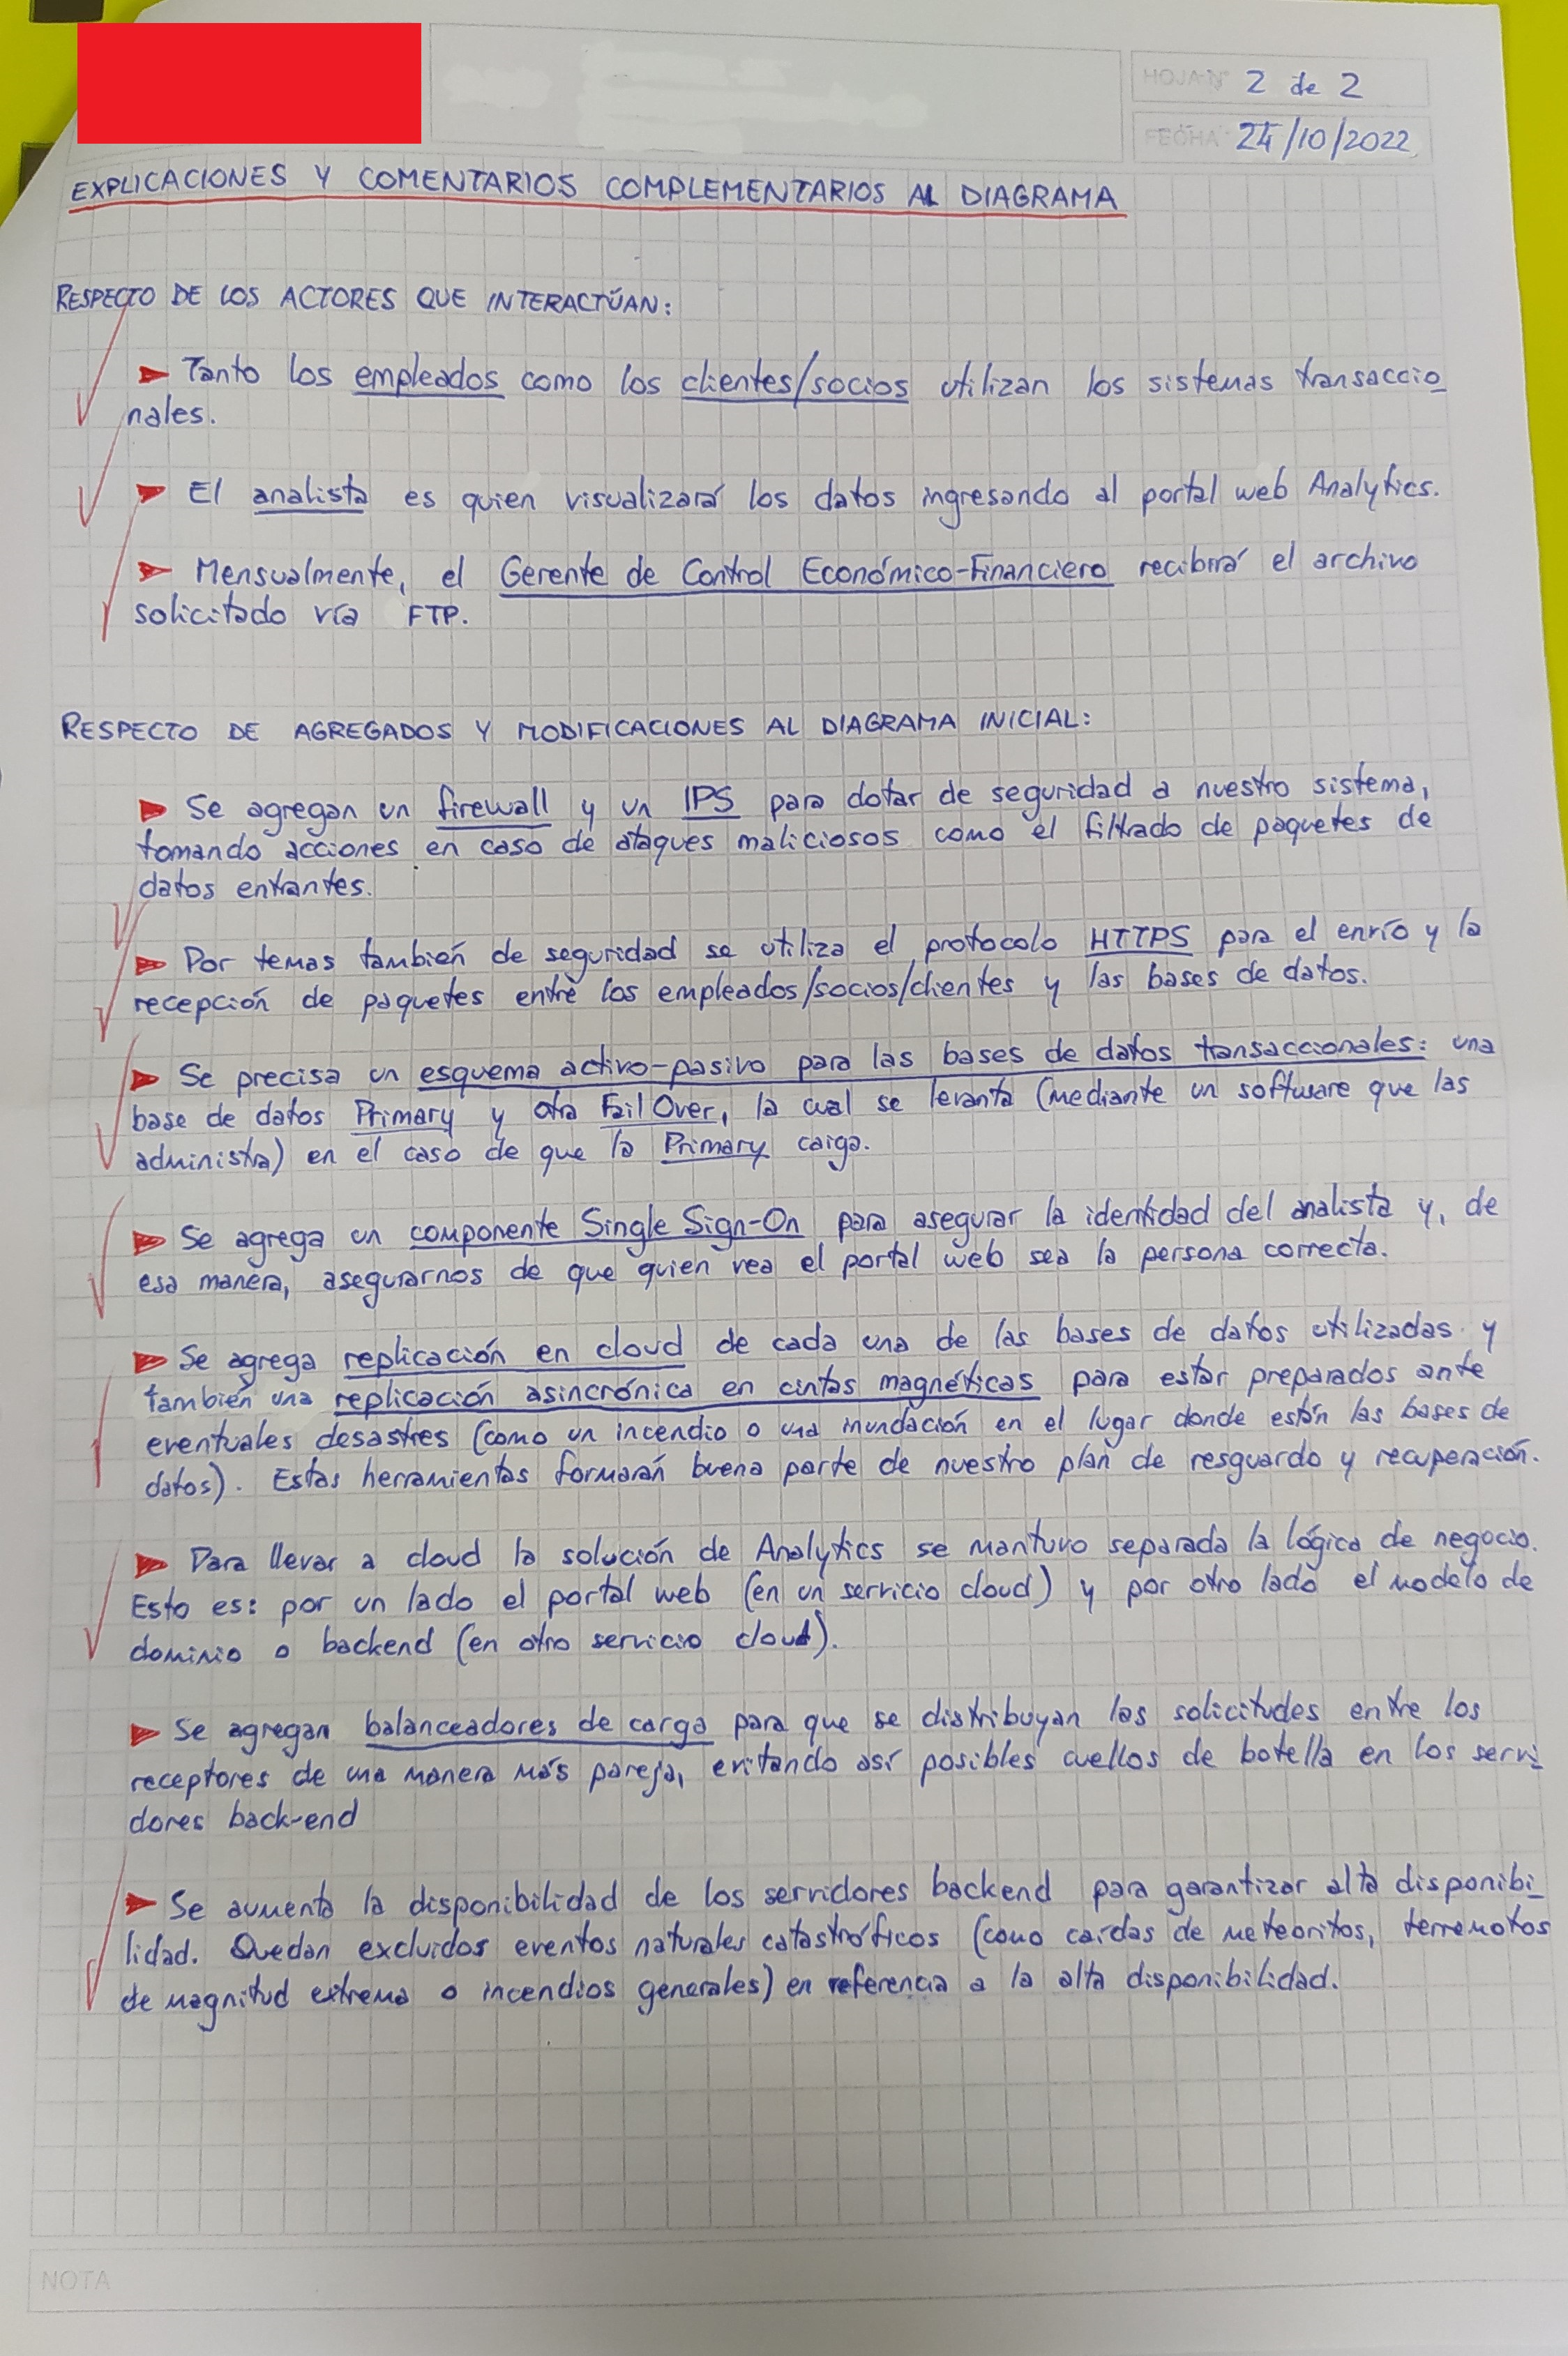 HOJA Nº 2 de 2
FECHA 24/10/2022
EXPLICACIONES Y COMENTARIOS COMPLEMENTARIOS AL DIAGRAMA
RESPECTO DE LOS ACTORES QUE INTERACTÚAN:
Tanto los empleados como los clientes/socios utilizan los sistemas transaccio_
nales.
El analista es quien visualizará los datos ingresando al portal web Analytics.
Mensualmente, el Gerente de Control Económico-Financiero recibirá el archivo
solicitado vía FTP.
RESPECTO DE AGREGADOS Y MODIFICACIONES AL DIAGRAMA INICIAL:
Se agregan un firewall y un IPS para dotar de seguridad a nuestro sistema,
tomando acciones en caso de ataques maliciosos como el filtrado de paquetes de
datos entrantes.
Por temas también de seguridad se utiliza el protocolo HTTPS para el envío y la
recepción de paquetes entre los empleados/socios/clientes y las bases de datos.
Se precisa un esquema activo-pasivo para las bases de datos transaccionales: una
base de datos Primary y otra FailOver, la cual se levanta (mediante un software que las
administra) en el caso de que la Primary caiga.
Se agrega un componente Single Sign-On para asegurar la identidad del analista y, de
esa manera, asegurarnos de que quien vea el portal web sea la persona correcta.
Se agrega replicación en cloud de cada una de las bases de datos utilizadas y
también una replicación asincrónica en cintas magnéticas para estar preparados ante
eventuales desastres (como un incendio o una inundación en el lugar donde están las bases de
datos). Estas herramientas formarán buena parte de nuestro plan de resguardo y recuperación.
Para llevar a cloud la solución de Analytics se mantuvo separada la lógica de negocio.
Esto es: por un lado el portal web (en un servicio cloud) y por otro lado el modelo de
dominio o backend (en otro servicio cloud).
Se agregan balanceadores de carga para que se distribuyan las solicitudes entre los
receptores de una manera más pareja, evitando así posibles cuellos de botella en los servi_
dores back-end
Se aumenta la disponibilidad de los servidores backend para garantizar alta disponibi_
lidad. Quedan excluidos eventos naturales catastróficos (como caídas de meteoritos, terremotos
de magnitud extrema o incendios generales) en referencia a la alta disponibilidad.
NOTA